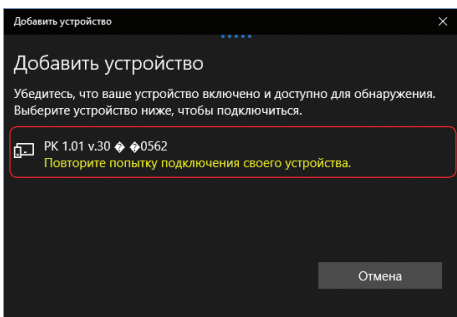 Добавить устройство
Добавить устройство
Убедитесь, что ваше устройство включено и доступно для обнаружения.
Выберите устройство ниже, чтобы подключиться.
РК 1.01 v.30 � �0562
Повторите попытку подключения своего устройства.
Отмена